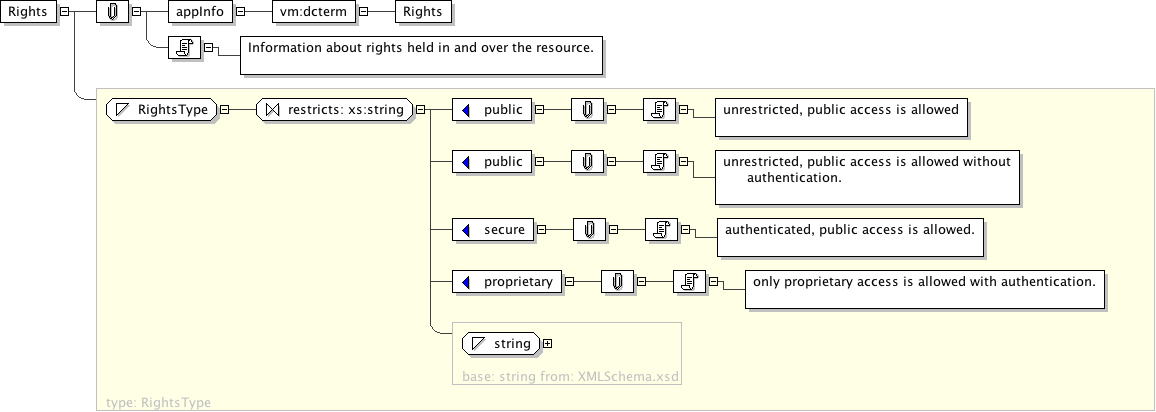 Rights
appInfo
vm:dcterm
Rights
Information about rights held in and over the resource.
RightsType
restricts: xs:string
public
unrestricted, public access is allowed
public
unrestricted, public access is allowed without
authentication.
secure
authenticated, public access is allowed.
proprietary
only proprietary access is allowed with authentication.
string
base: string from: XMLSchema.xsd
type: RightsType